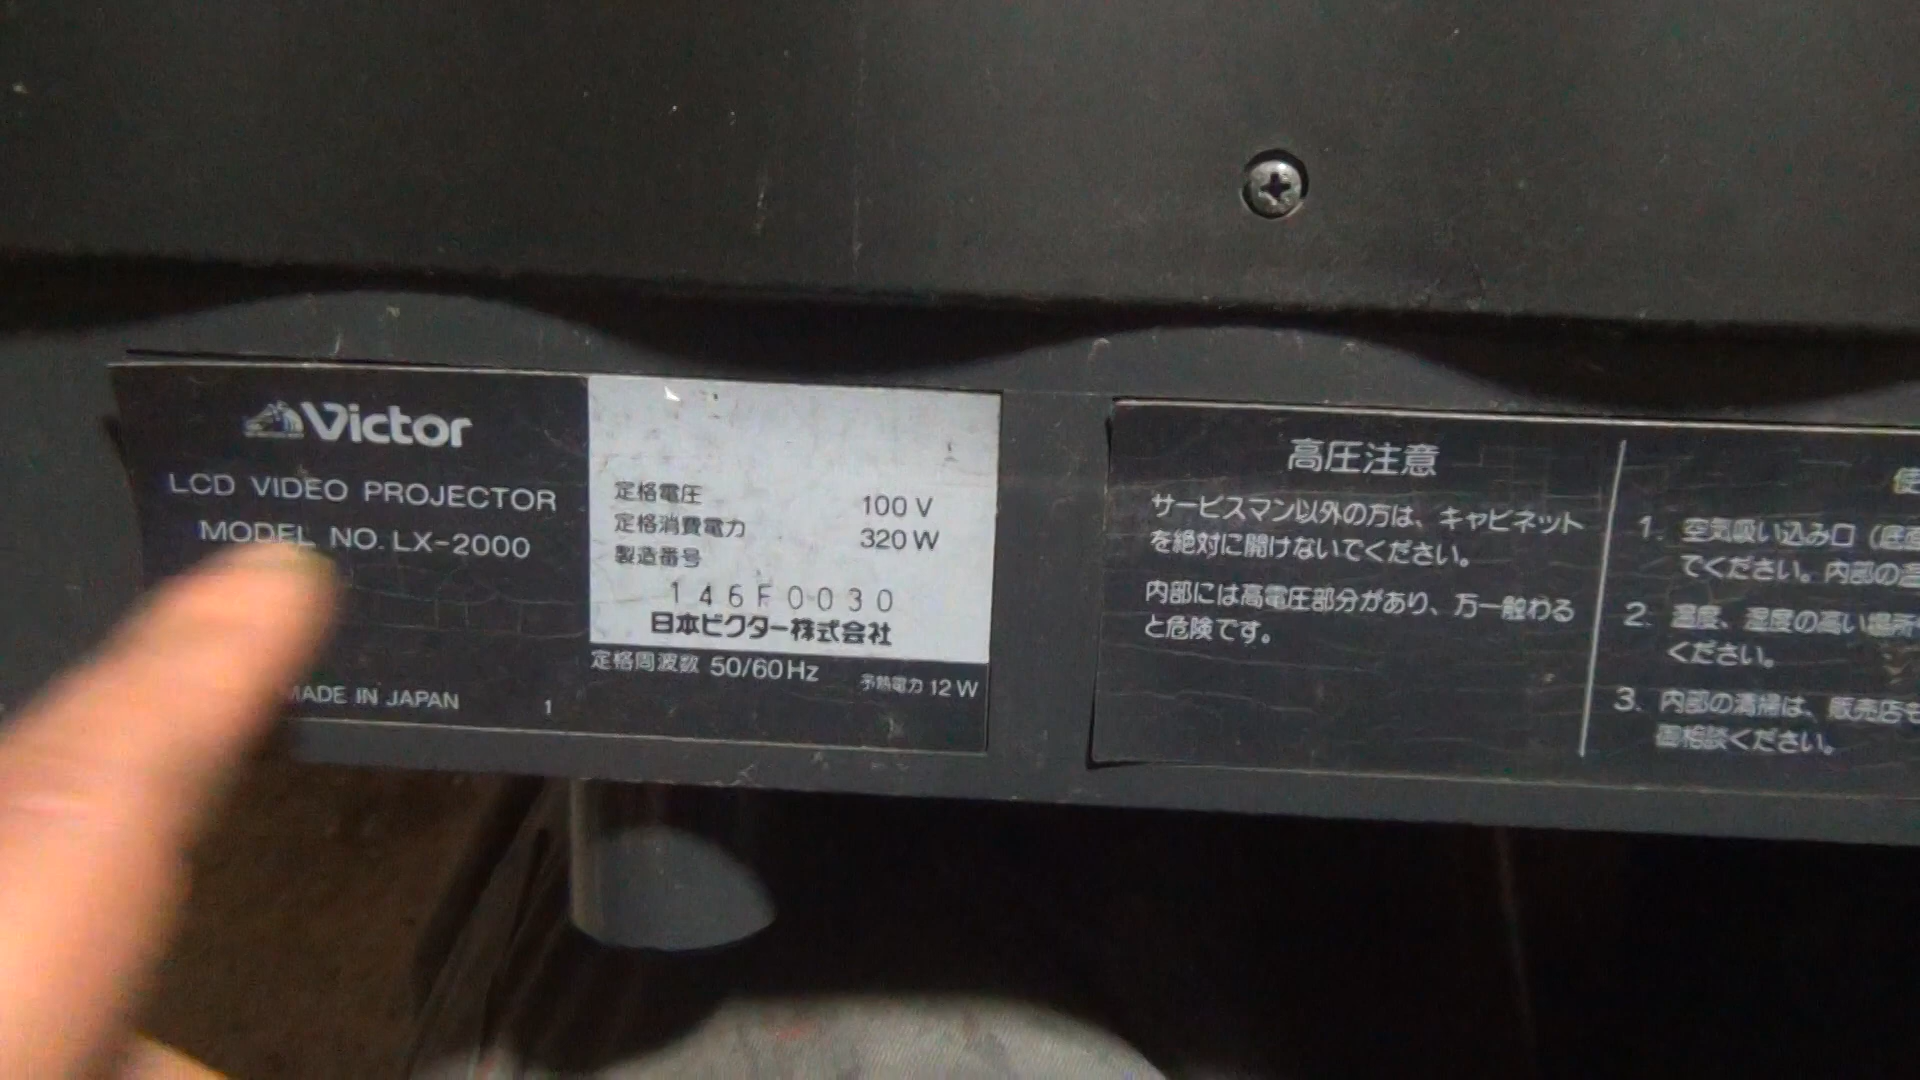 Victor
LCD VIDEO PROJECTOR
MODEL NO. LX-2000
MADE IN JAPAN 1
定格電圧 100 V
定格消費電力 320 W
製造番号
146F0030
日本ビクター株式会社
定格周波数 50/60Hz 予熱電力 12 W
高圧注意
サービスマン以外の方は、キャビネット
を絶対に開けないでください。
内部には高電圧部分があり、万一触わる
と危険です。
使
1. 空気吸い込み口 (底面
てください。内部の温
2. 温度、湿度の高い場所
ください。
3. 内部の清掃は、販売店も
ください。